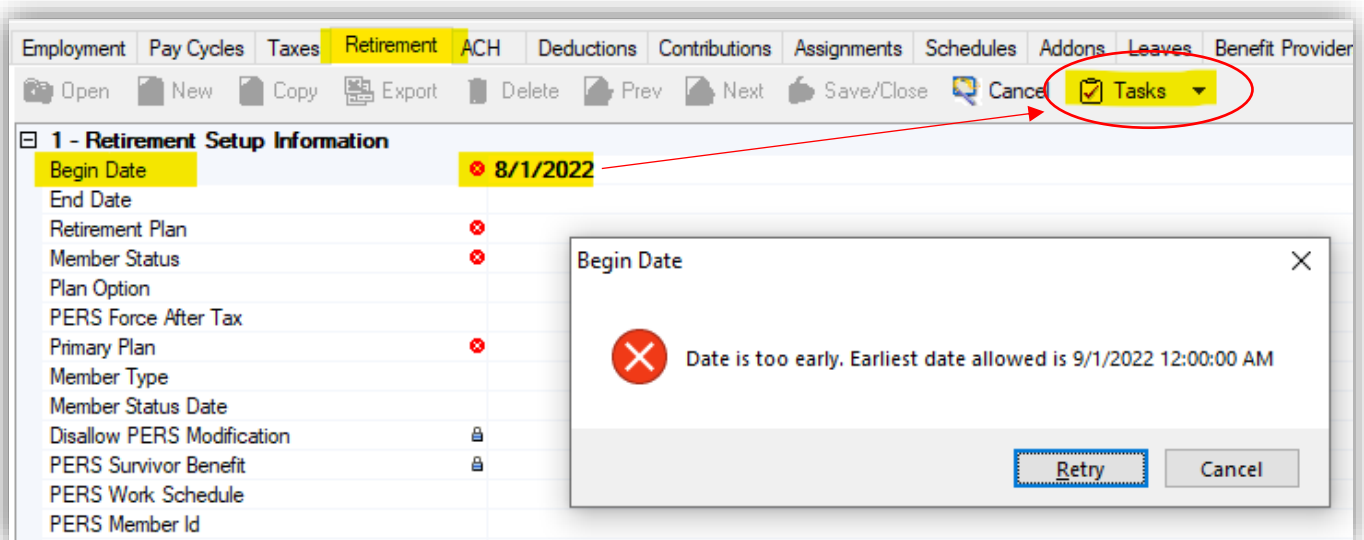 Employment Pay Cycles Taxes Retirement ACH Deductions Contributions Assignments Schedules Addons Leaves Benefit Provider
Open New Copy Export Delete Prev Next Save/Close Cancel Tasks
1 - Retirement Setup Information
Begin Date 8/1/2022
End Date
Retirement Plan
Member Status
Plan Option
PERS Force After Tax
Primary Plan
Member Type
Member Status Date
Disallow PERS Modification
PERS Survivor Benefit
PERS Work Schedule
PERS Member Id
Begin Date
Date is too early. Earliest date allowed is 9/1/2022 12:00:00 AM
Retry Cancel